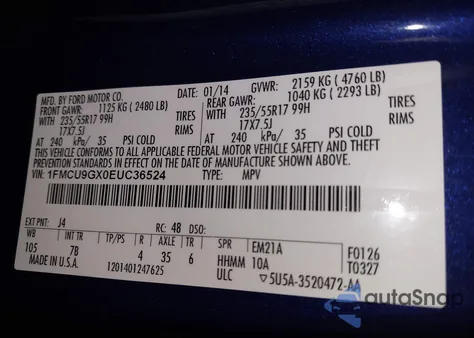 MFD. BY FORD MOTOR CO.
DATE: 01/14 GVWR: 2159 KG (4760 LB)
FRONT GAWR: 1125 KG (2480 LB) REAR GAWR: 1040 KG (2293 LB)
WITH 235/55R17 99H TIRES WITH 235/55R17 99H TIRES
17X7.5J RIMS 17X7.5J RIMS
AT 240 kPa/ 35 PSI COLD AT 240 kPa/ 35 PSI COLD
THIS VEHICLE CONFORMS TO ALL APPLICABLE FEDERAL MOTOR VEHICLE SAFETY AND THEFT
PREVENTION STANDARDS IN EFFECT ON THE DATE OF MANUFACTURE SHOWN ABOVE.
VIN: 1FMCU9GX0EUC36524 TYPE: MPV
EXT PNT: J4 RC: 48 DSO:
WB INT TR TP/PS R AXLE TR SPR EM21A F0126
105 7B 4 35 6 HHMM 10A T0327
MADE IN U.S.A. 1201401247625 ULC 5U5A-3520472-AA
autoSnap